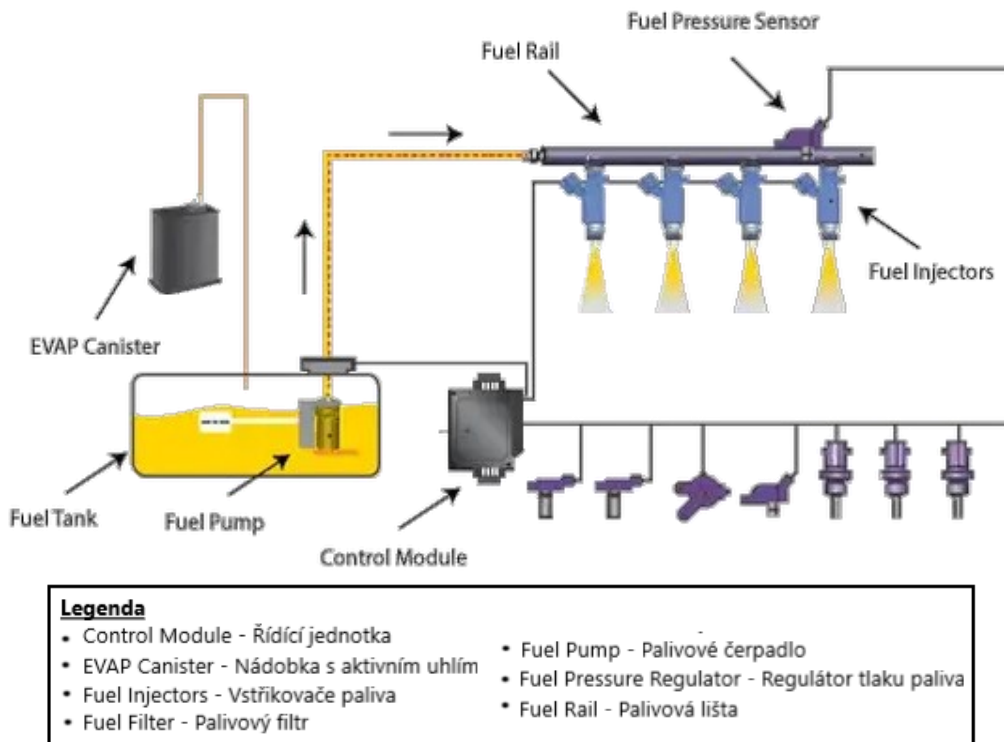 Fuel Pressure Sensor
Fuel Rail
Fuel Injectors
EVAP Canister
Fuel Tank
Fuel Pump
Control Module
Legenda
• Control Module - Řídící jednotka
• EVAP Canister - Nádobka s aktivním uhlím
• Fuel Injectors - Vstřikovače paliva
• Fuel Filter - Palivový filtr
• Fuel Pump - Palivové čerpadlo
• Fuel Pressure Regulator - Regulátor tlaku paliva
• Fuel Rail - Palivová lišta